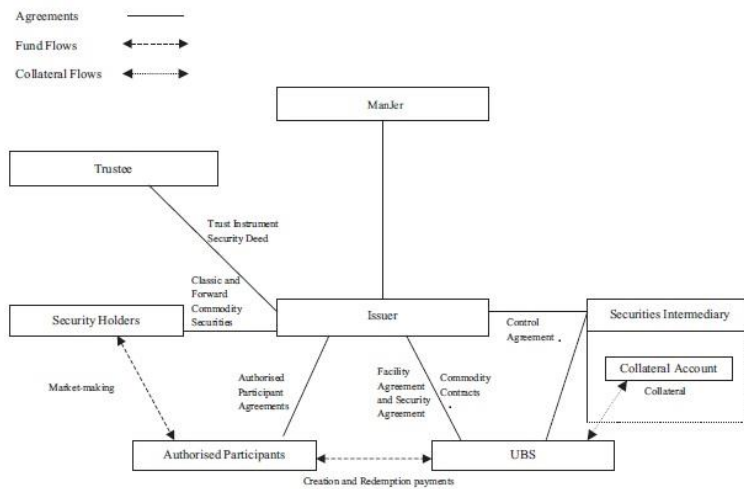 Agreements
Fund Flows
Collateral Flows
ManJer
Trustee
Trust Instrument
Security Deed
Classic and
Forward
Commodity
Securities
Security Holders
Issuer
Securities Intermediary
Control
Agreement
Collateral Account
Collateral
Market-making
Authorised
Participant
Agreements
Facility
Agreement
and Security
Agreement
Commodity
Contracts
Authorised Participants
UBS
Creation and Redemption payments